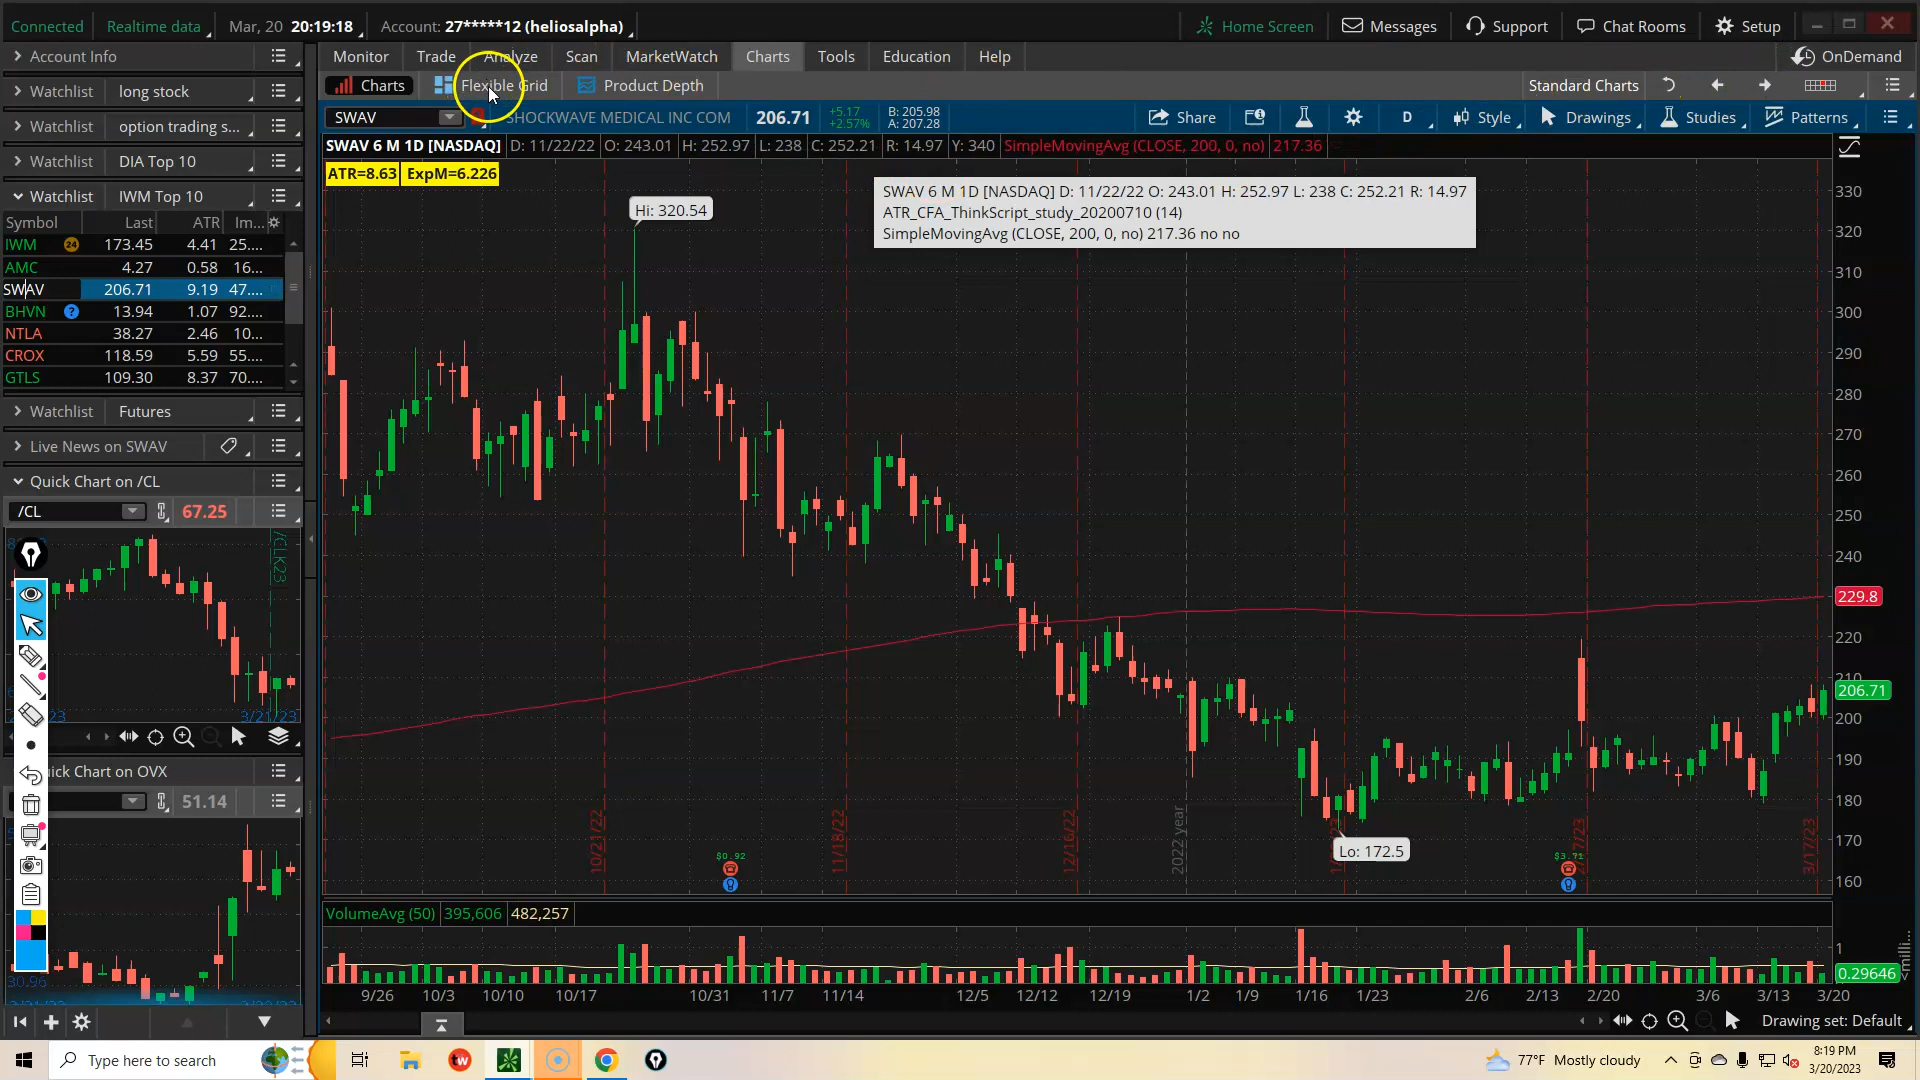 Connected
Realtime data
Mar, 20 20:19:18
Account: 27*****12 (heliosalpha)
Home Screen
Messages
Support
Chat Rooms
Setup
Account Info
Monitor Trade Analyze Scan MarketWatch Charts Tools Education Help
OnDemand
Watchlist long stock
Charts Flexible Grid Product Depth
Standard Charts
Watchlist option trading s...
SWAV
SHOCKWAVE MEDICAL INC COM
206.71
+5.17
+2.57%
B: 205.98
A: 207.28
Share
D
Style
Drawings
Studies
Patterns
SWAV 6 M 1D [NASDAQ] D: 11/22/22 O: 243.01 H: 252.97 L: 238 C: 252.21 R: 14.97 Y: 340 SimpleMovingAvg (CLOSE, 200, 0, no) 217.36
Watchlist DIA Top 10
ATR=8.63 ExpM=6.226
Watchlist IWM Top 10
SWAV 6 M 1D [NASDAQ] D: 11/22/22 O: 243.01 H: 252.97 L: 238 C: 252.21 R: 14.97
ATR_CFA_ThinkScript_study_20200710 (14)
SimpleMovingAvg (CLOSE, 200, 0, no) 217.36 no no
Symbol Last ATR Im...
IWM 24 173.45 4.41 25....
AMC 4.27 0.58 16...
SWAV 206.71 9.19 47....
BHVN ? 13.94 1.07 92....
NTLA 38.27 2.46 10...
CROX 118.59 5.59 55....
GTLS 109.30 8.37 70....
Watchlist Futures
Live News on SWAV
Quick Chart on /CL
/CL 67.25
/CLK23
3/21/23
uick Chart on OVX
51.14
30.96
Hi: 320.54
Lo: 172.5
330
320
310
300
290
280
270
260
250
240
229.8
220
210
206.71
200
190
180
170
160
10/21/22
11/18/22
12/16/22
2022 year
3/17/23
$0.92
$3.71
VolumeAvg (50) 395,606 482,257
1
<mill
0.29646
9/26 10/3 10/10 10/17 10/31 11/7 11/14 12/5 12/12 12/19 1/2 1/9 1/16 1/23 2/6 2/13 2/20 3/6 3/13 3/20
Drawing set: Default
Type here to search
tw
77°F Mostly cloudy
8:19 PM
3/20/2023